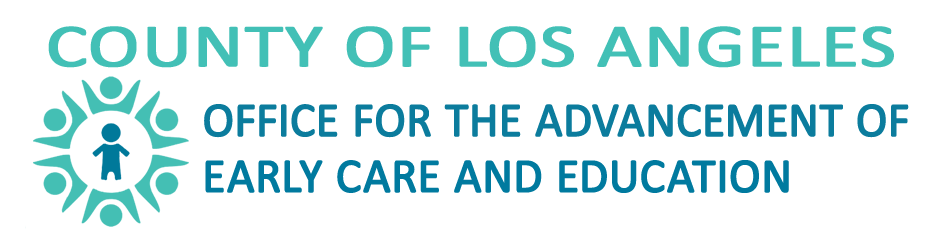 COUNTY OF LOS ANGELES
OFFICE FOR THE ADVANCEMENT OF
EARLY CARE AND EDUCATION